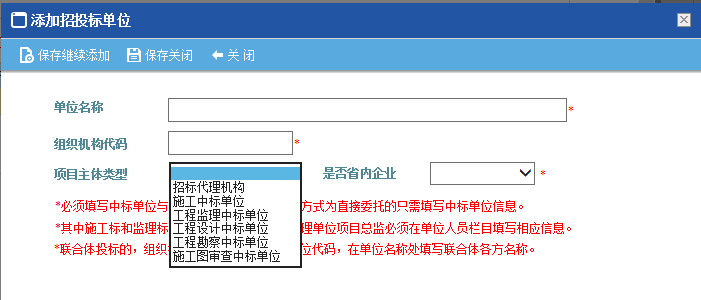 添加招投标单位
保存继续添加 保存关闭 关 闭
单位名称 *
组织机构代码 *
项目主体类型 是否省内企业 *
招标代理机构
施工中标单位
工程监理中标单位
工程设计中标单位
工程勘察中标单位
施工图审查中标单位
*必须填写中标单位与 方式为直接委托的只需填写中标单位信息。
*其中施工标和监理标 理单位项目总监必须在单位人员栏目填写相应信息。
*联合体投标的，组织 位代码，在单位名称处填写联合体各方名称。